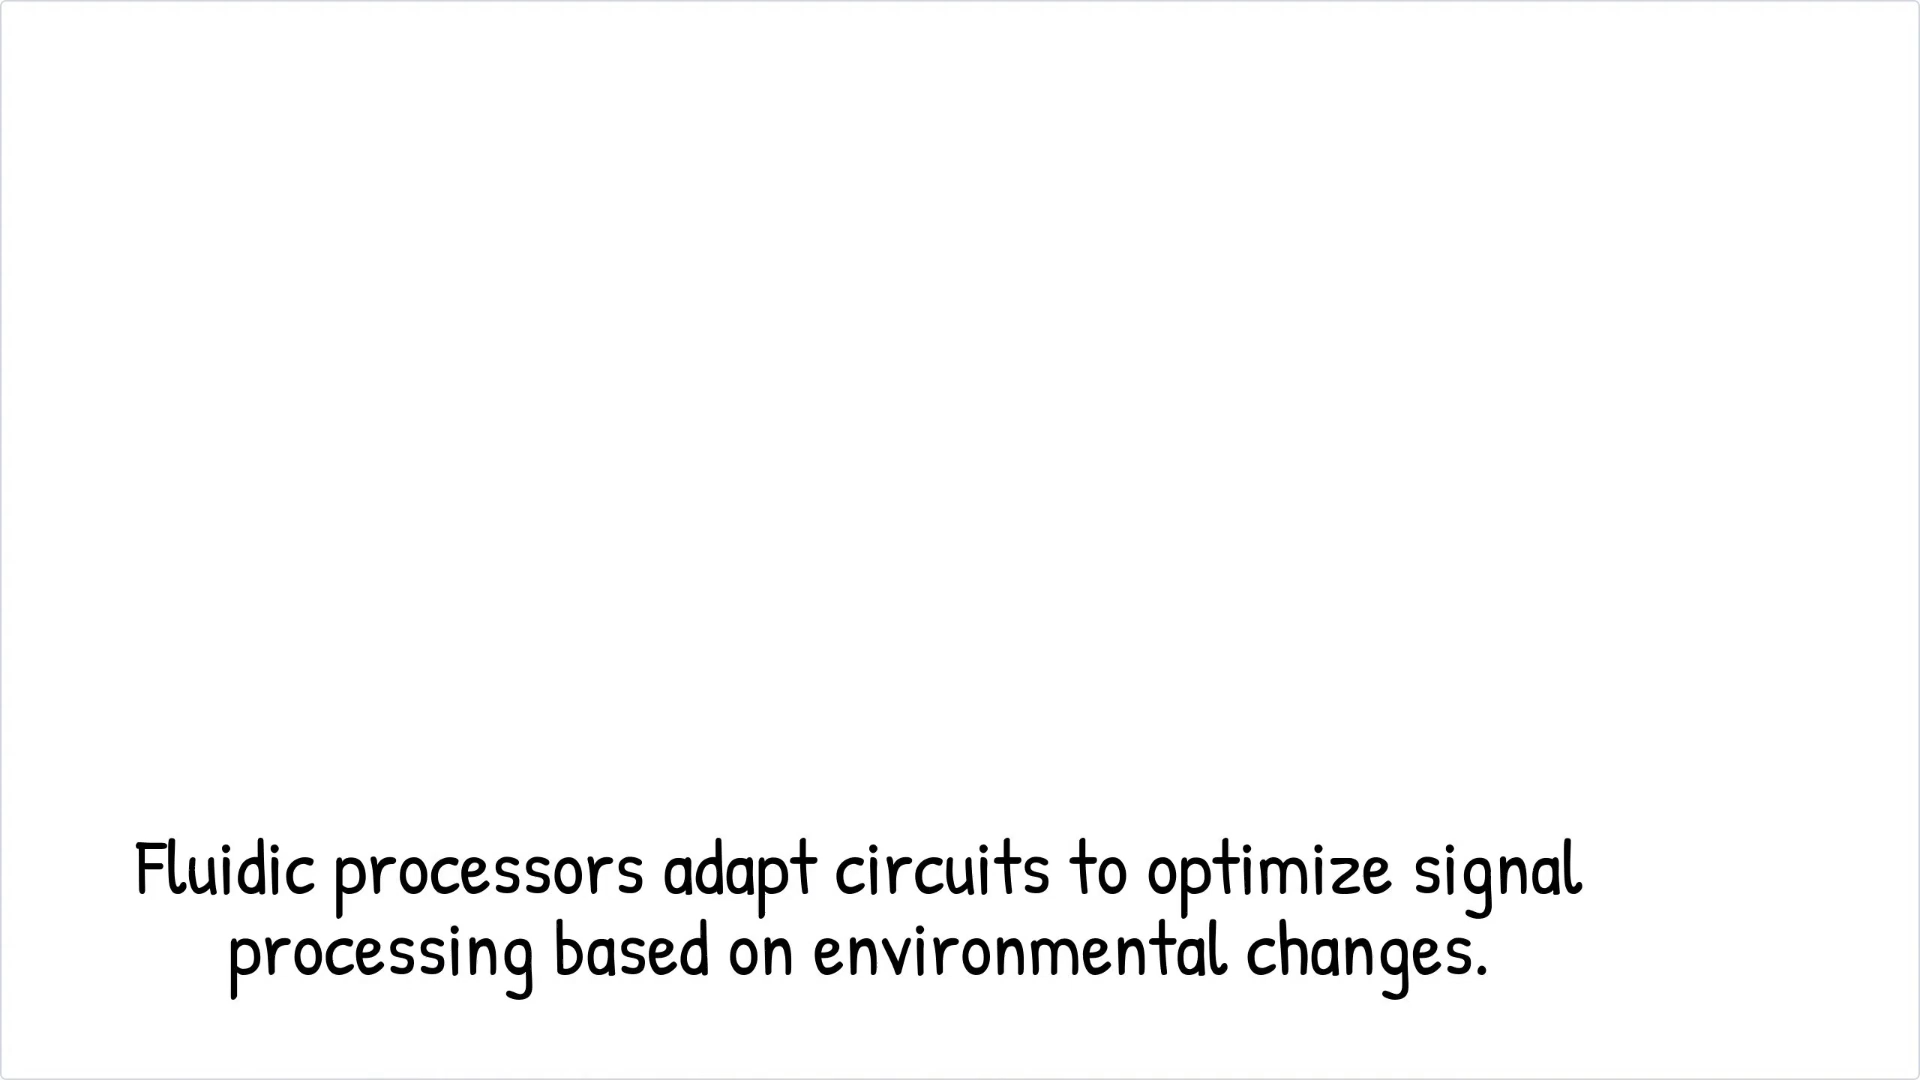 Fluidic processors adapt circuits to optimize signal
processing based on environmental changes.